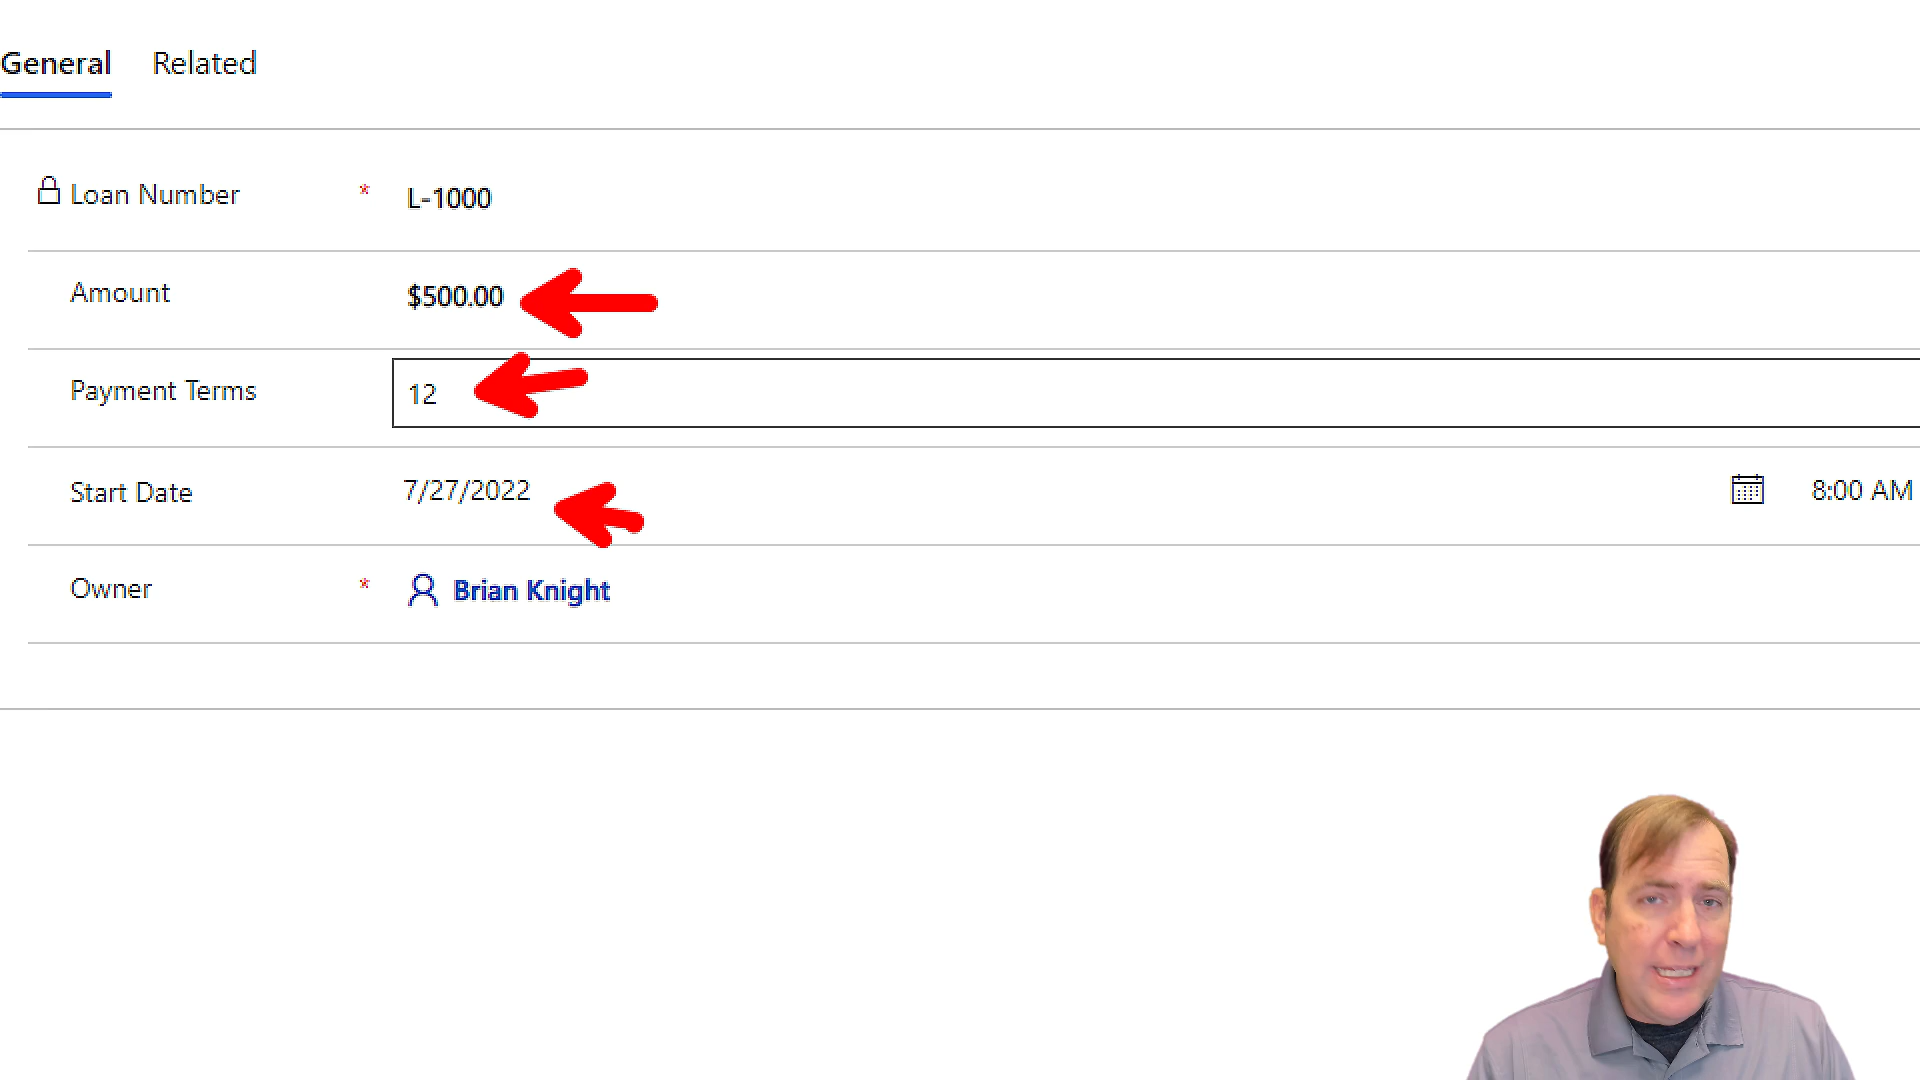 General Related
Loan Number * L-1000
Amount $500.00
Payment Terms 12
Start Date 7/27/2022 8:00 AM
Owner * Brian Knight